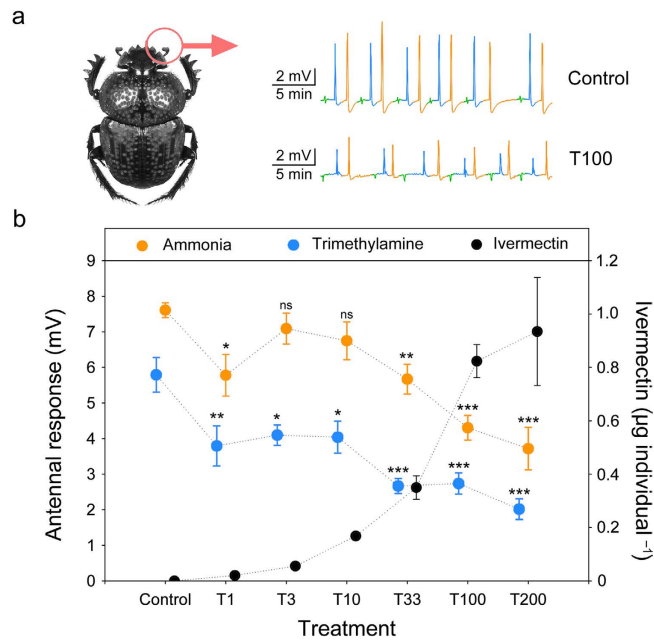 a
2 mV
5 min
Control
2 mV
5 min
T100
b
Ammonia
Trimethylamine
Ivermectin
9
8
7
6
5
4
3
2
1
0
Antennal response (mV)
1.2
1.0
0.8
0.6
0.4
0.2
0
Ivermectin (µg individual⁻¹)
*
ns
ns
**
***
***
**
*
*
***
***
***
Control
T1
T3
T10
T33
T100
T200
Treatment